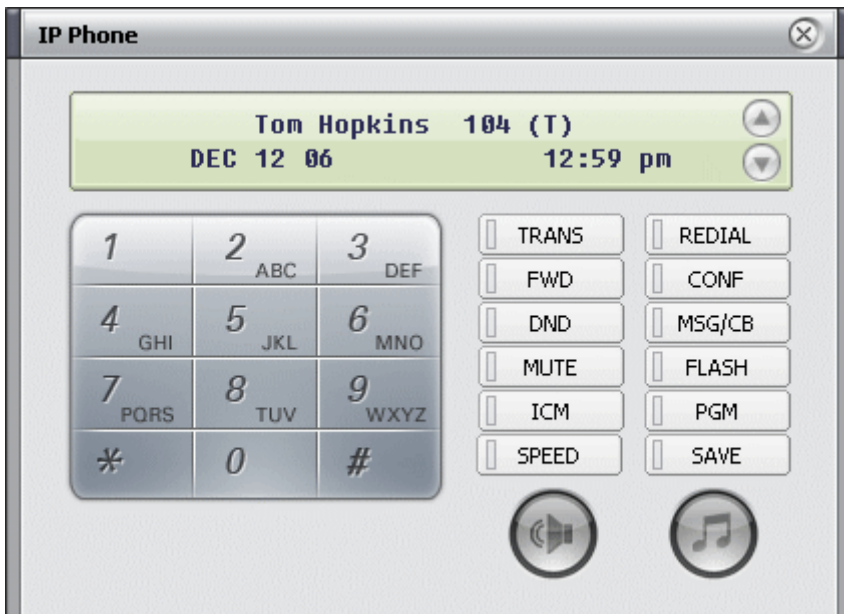 IP Phone
Tom Hopkins 104 (T)
DEC 12 06 12:59 pm
1 2 ABC 3 DEF
4 GHI 5 JKL 6 MNO
7 PQRS 8 TUV 9 WXYZ
* 0 #
TRANS REDIAL
FWD CONF
DND MSG/CB
MUTE FLASH
ICM PGM
SPEED SAVE